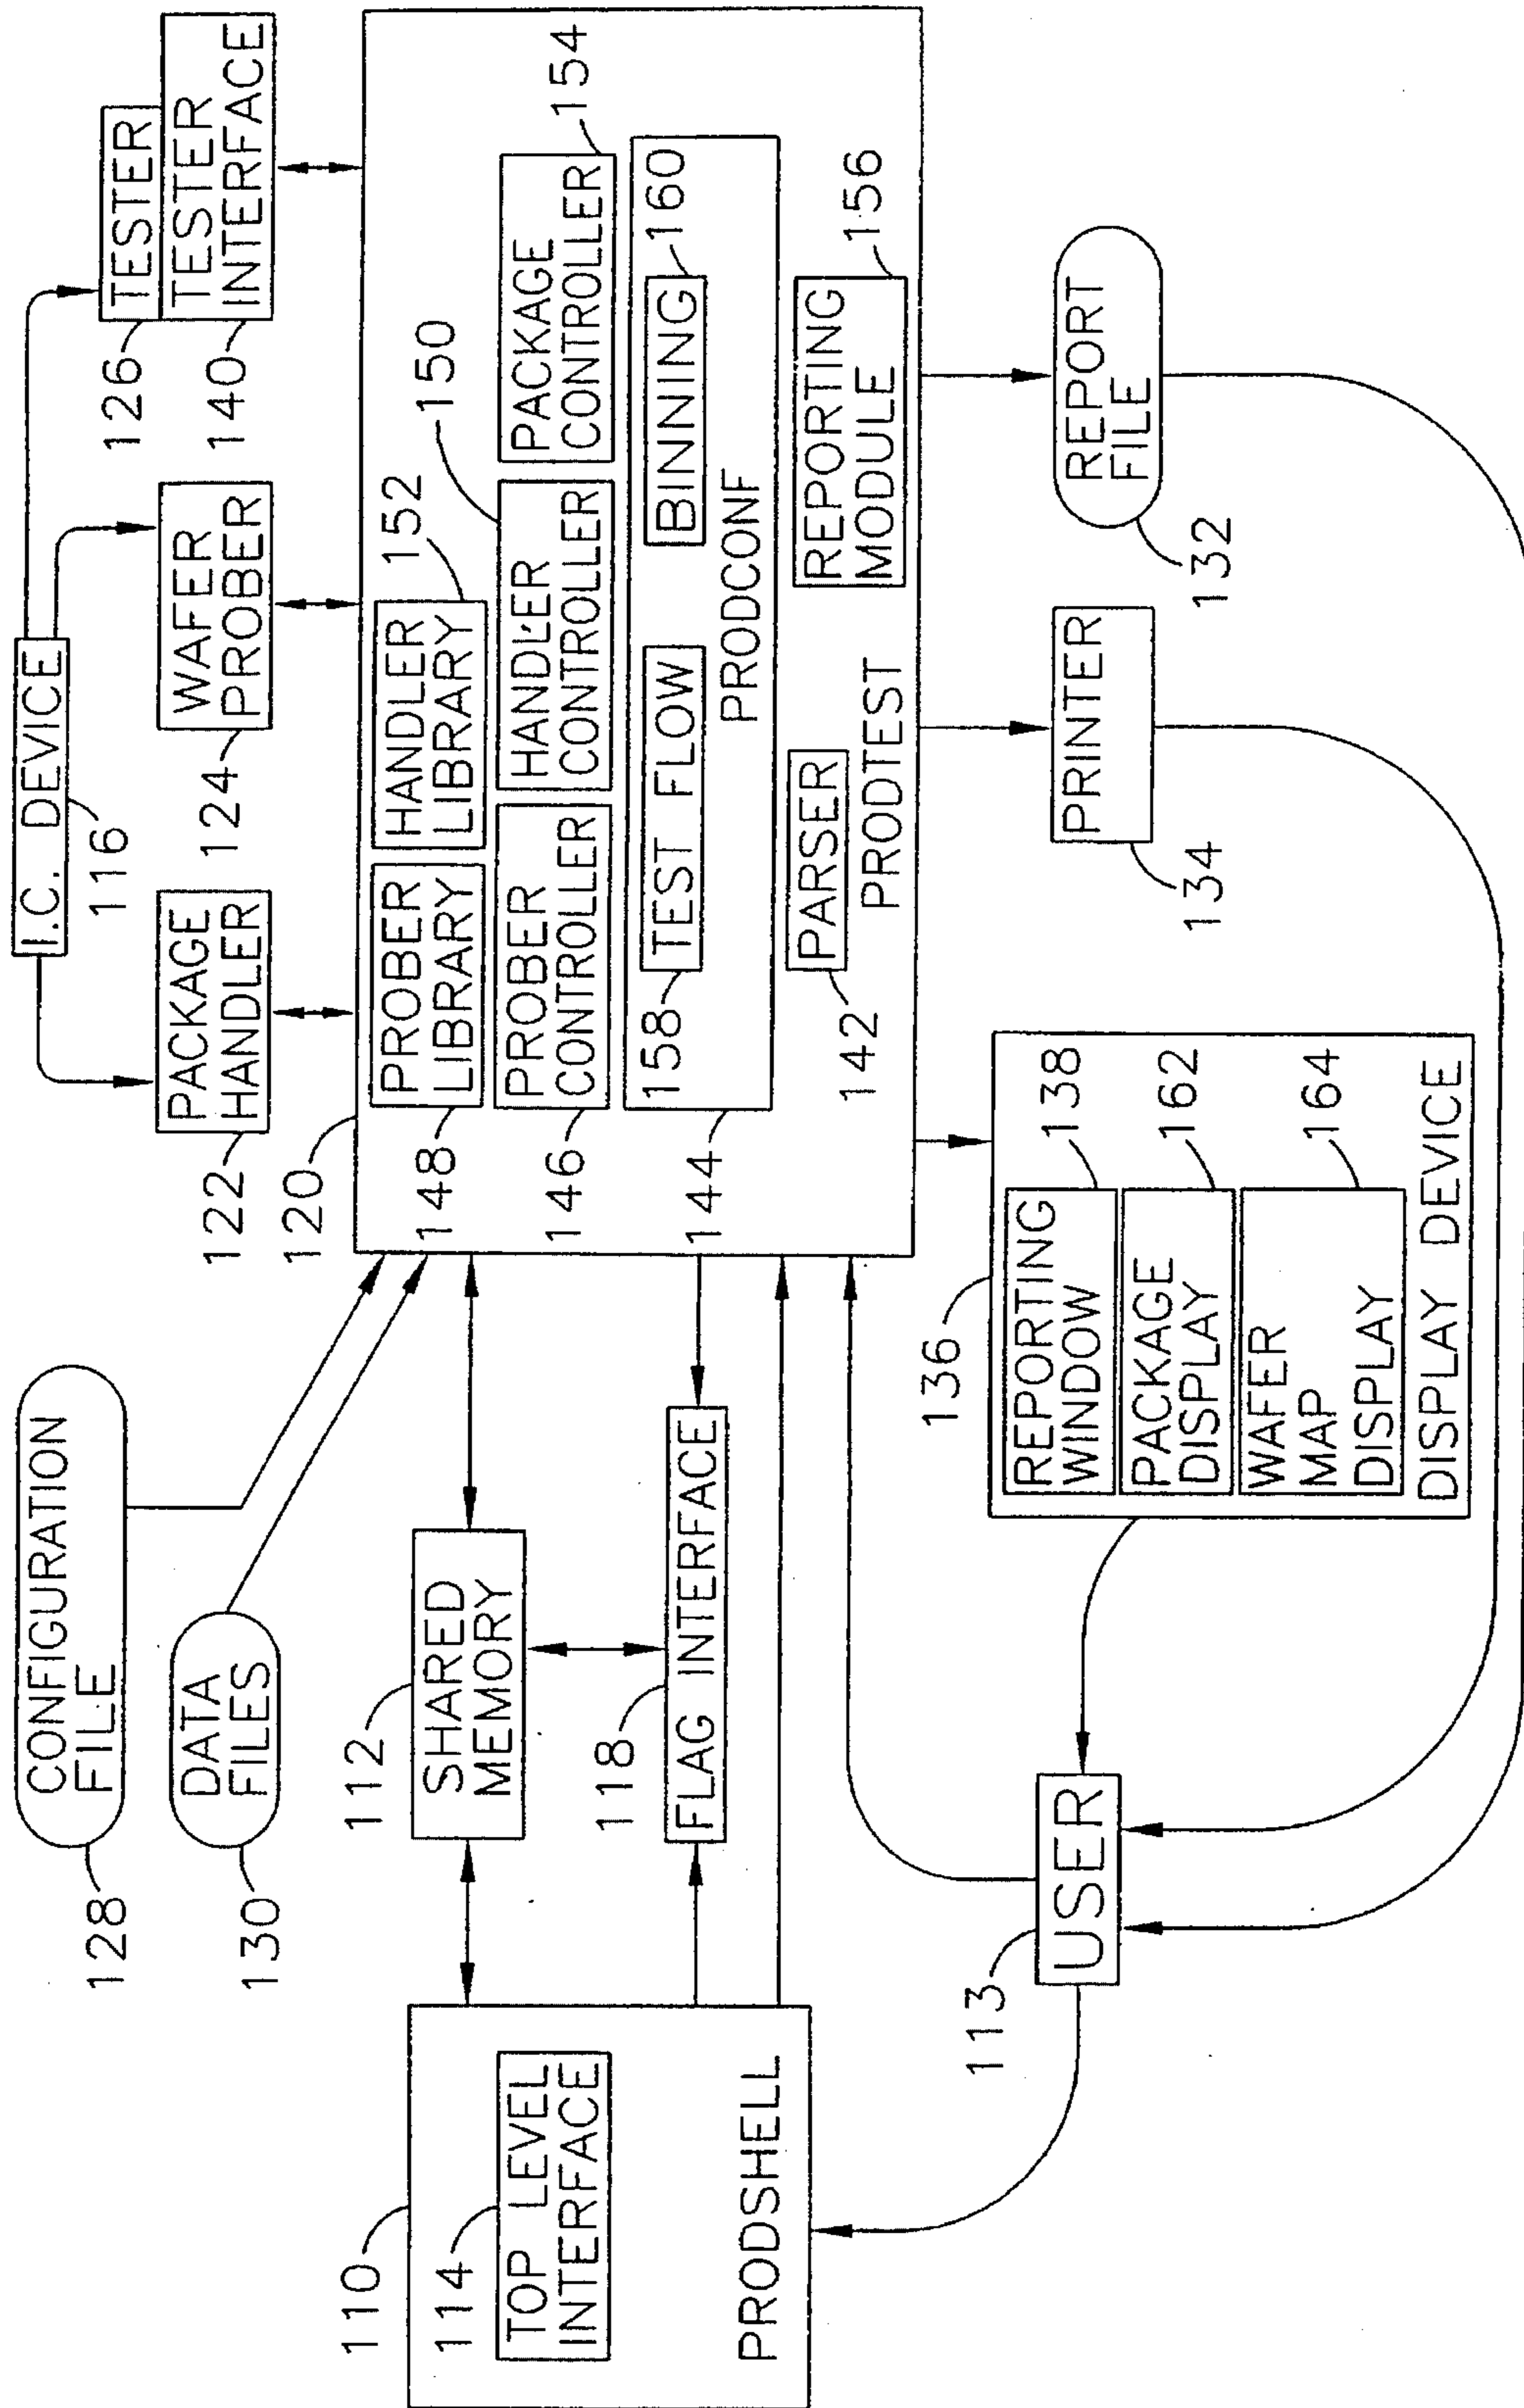 CONFIGURATION
FILE
128
DATA
FILES
130
I.C. DEVICE
116
PACKAGE
HANDLER
122
WAFER
PROBER
124
TESTER
126
TESTER
INTERFACE
140
110
114
TOP LEVEL
INTERFACE
PRODSHELL
112
SHARED
MEMORY
118
FLAG INTERFACE
120
PROBER
LIBRARY
148
HANDLER
LIBRARY
152
PROBER
CONTROLLER
146
HANDLER
CONTROLLER
150
PACKAGE
CONTROLLER
154
144
158
TEST FLOW
BINNING
160
PRODCONF
PARSER
142
PRODTEST
REPORTING
MODULE
156
113
USER
136
REPORTING
WINDOW
138
PACKAGE
DISPLAY
162
WAFER
MAP
DISPLAY
164
DISPLAY DEVICE
PRINTER
134
REPORT
FILE
132